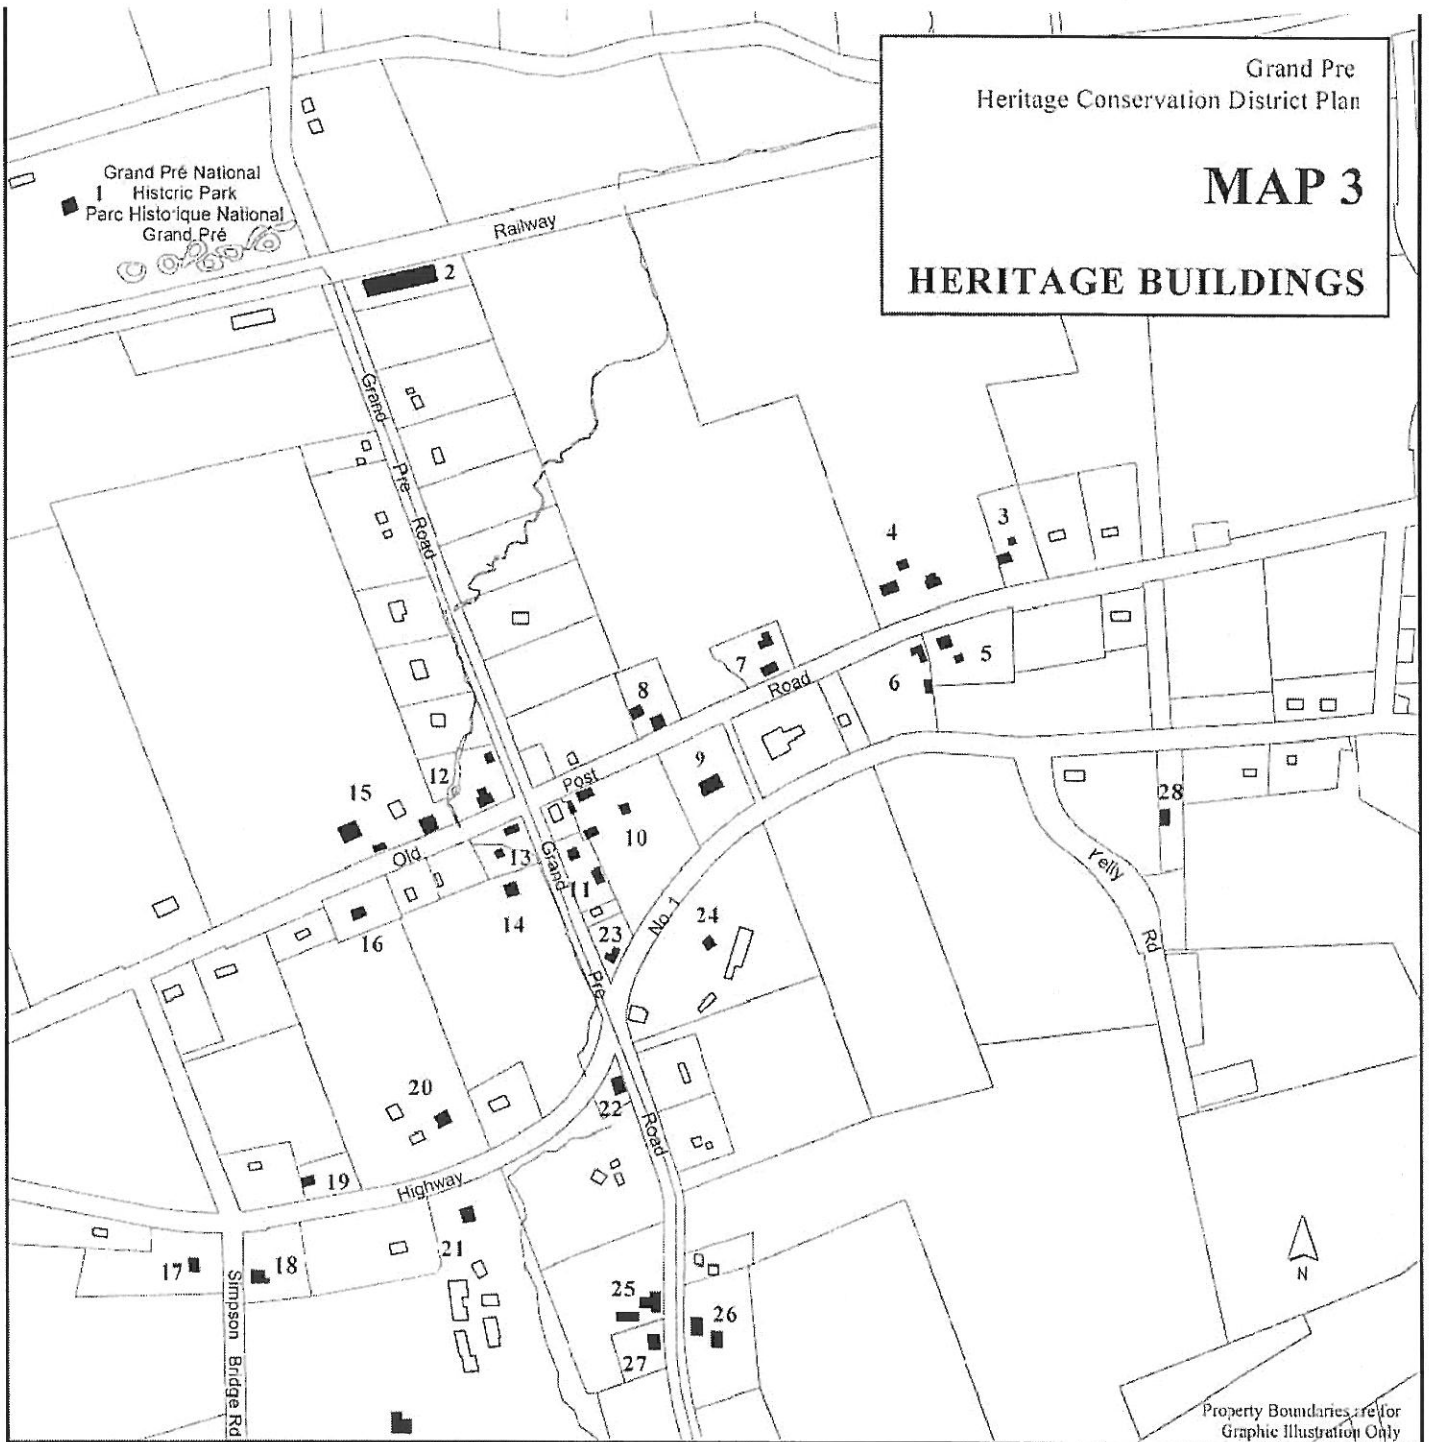 Grand Pre
Heritage Conservation District Plan
MAP 3
HERITAGE BUILDINGS
Grand Pré National
1 Historic Park
Parc Historique National
Grand Pré
Railway
2
Grand
Pre
Road
3
4
5
6
7
Road
8
9
Post
12
15
10
Old
13
Grand
11
14
16
28
Kelly
Rd
No. 1
24
23
Pre
20
22
Road
19
Highway
17
18
21
Simpson Bridge Rd
25
26
27
N
Property Boundaries are for
Graphic Illustration Only